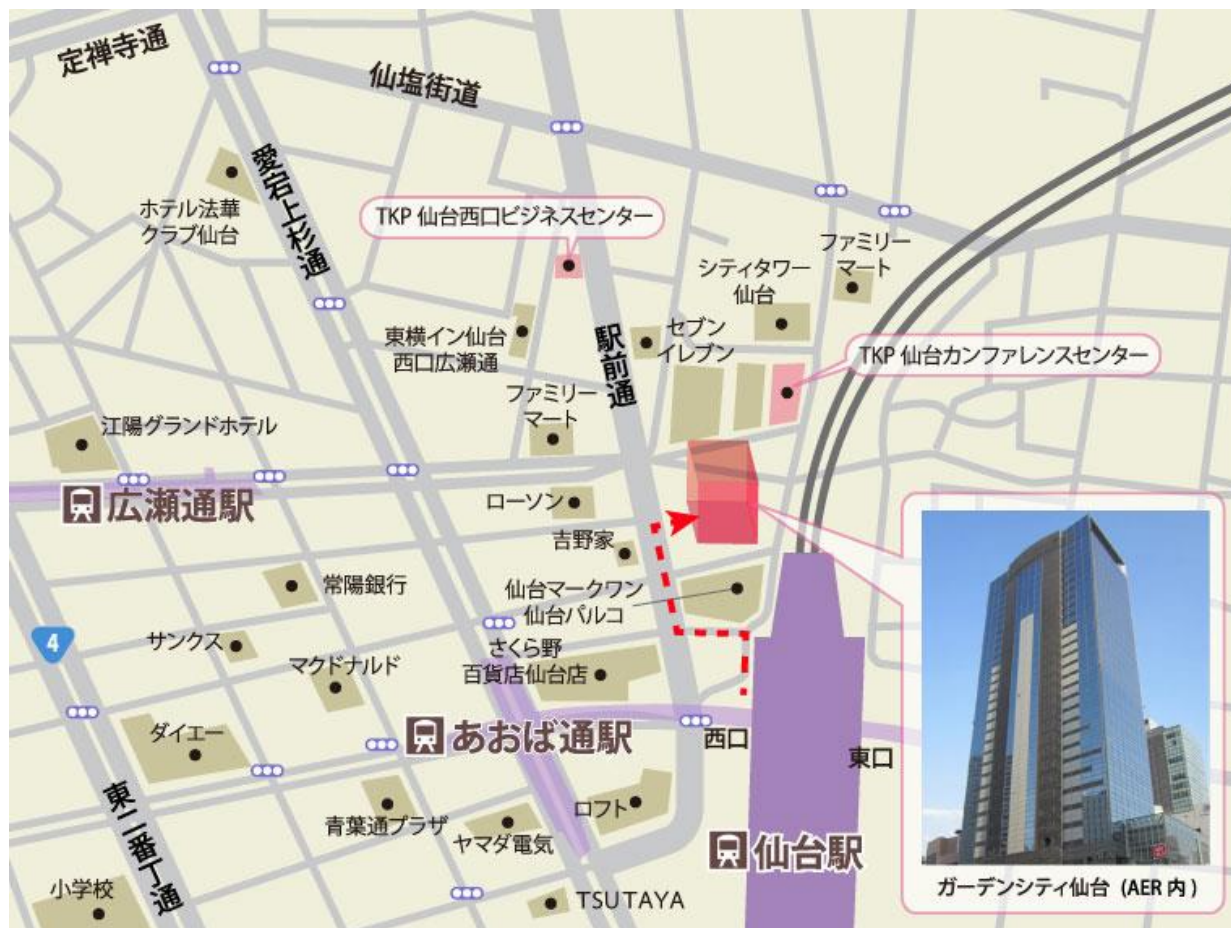 定禅寺通
仙塩街道
愛宕上杉通
ホテル法華
クラブ仙台
TKP 仙台西口ビジネスセンター
ファミリー
マート
シティタワー
仙台
東横イン仙台
西口広瀬通
駅前通
セブン
イレブン
TKP 仙台カンファレンスセンター
ファミリー
マート
江陽グランドホテル
広瀬通駅
ローソン
吉野家
常陽銀行
仙台マークワン
仙台パルコ
4
サンクス
さくら野
百貨店仙台店
マクドナルド
ダイエー
あおば通駅
西口
東口
東二番丁通
青葉通プラザ
ヤマダ電気
ロフト
仙台駅
小学校
TSUTAYA
ガーデンシティ仙台 (AER 内 )